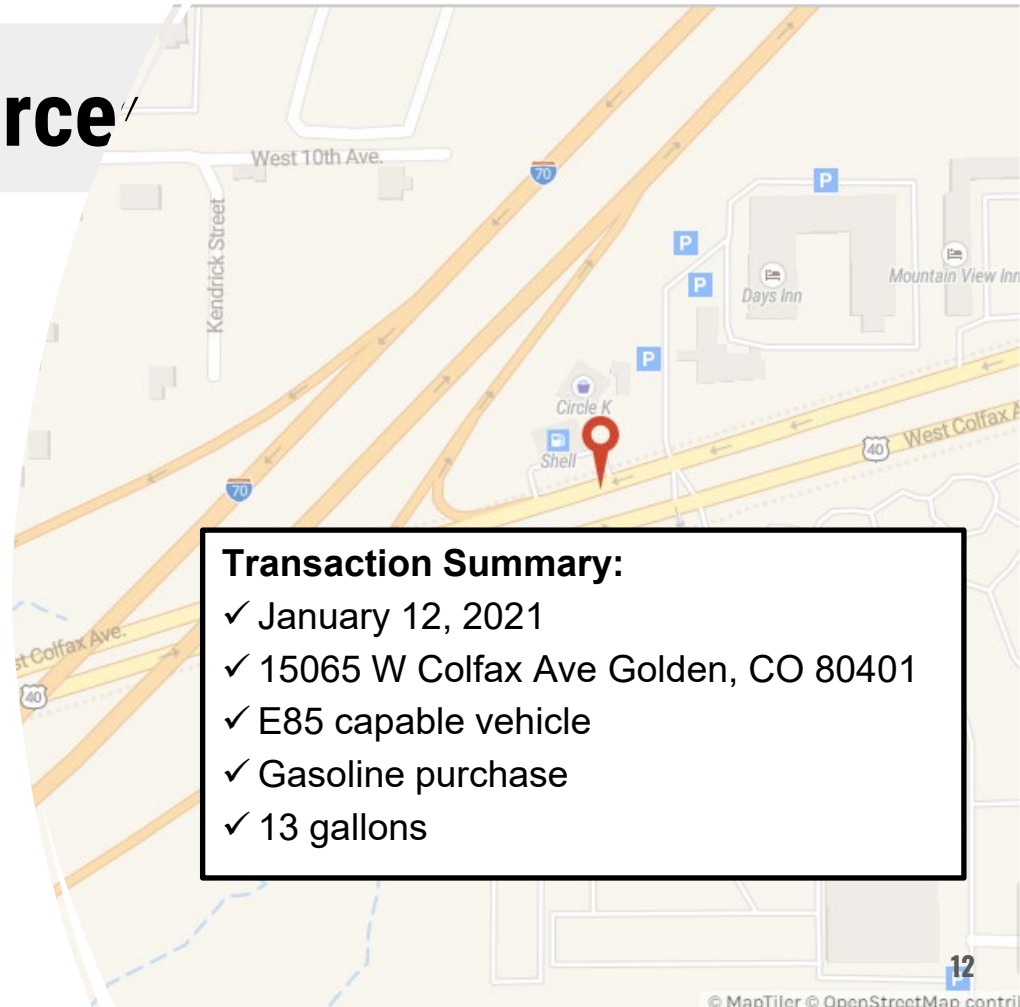 rce
West 10th Ave.
70
P
Kendrick Street
P
Mountain View Inn
P
Days Inn
P
Circle K
Shell
40
West Colfax A
70
Transaction Summary:
✓ January 12, 2021
✓ 15065 W Colfax Ave Golden, CO 80401
✓ E85 capable vehicle
✓ Gasoline purchase
✓ 13 gallons
st Colfax Ave.
40
12
P
© MapTiler © OpenStreetMap contrib